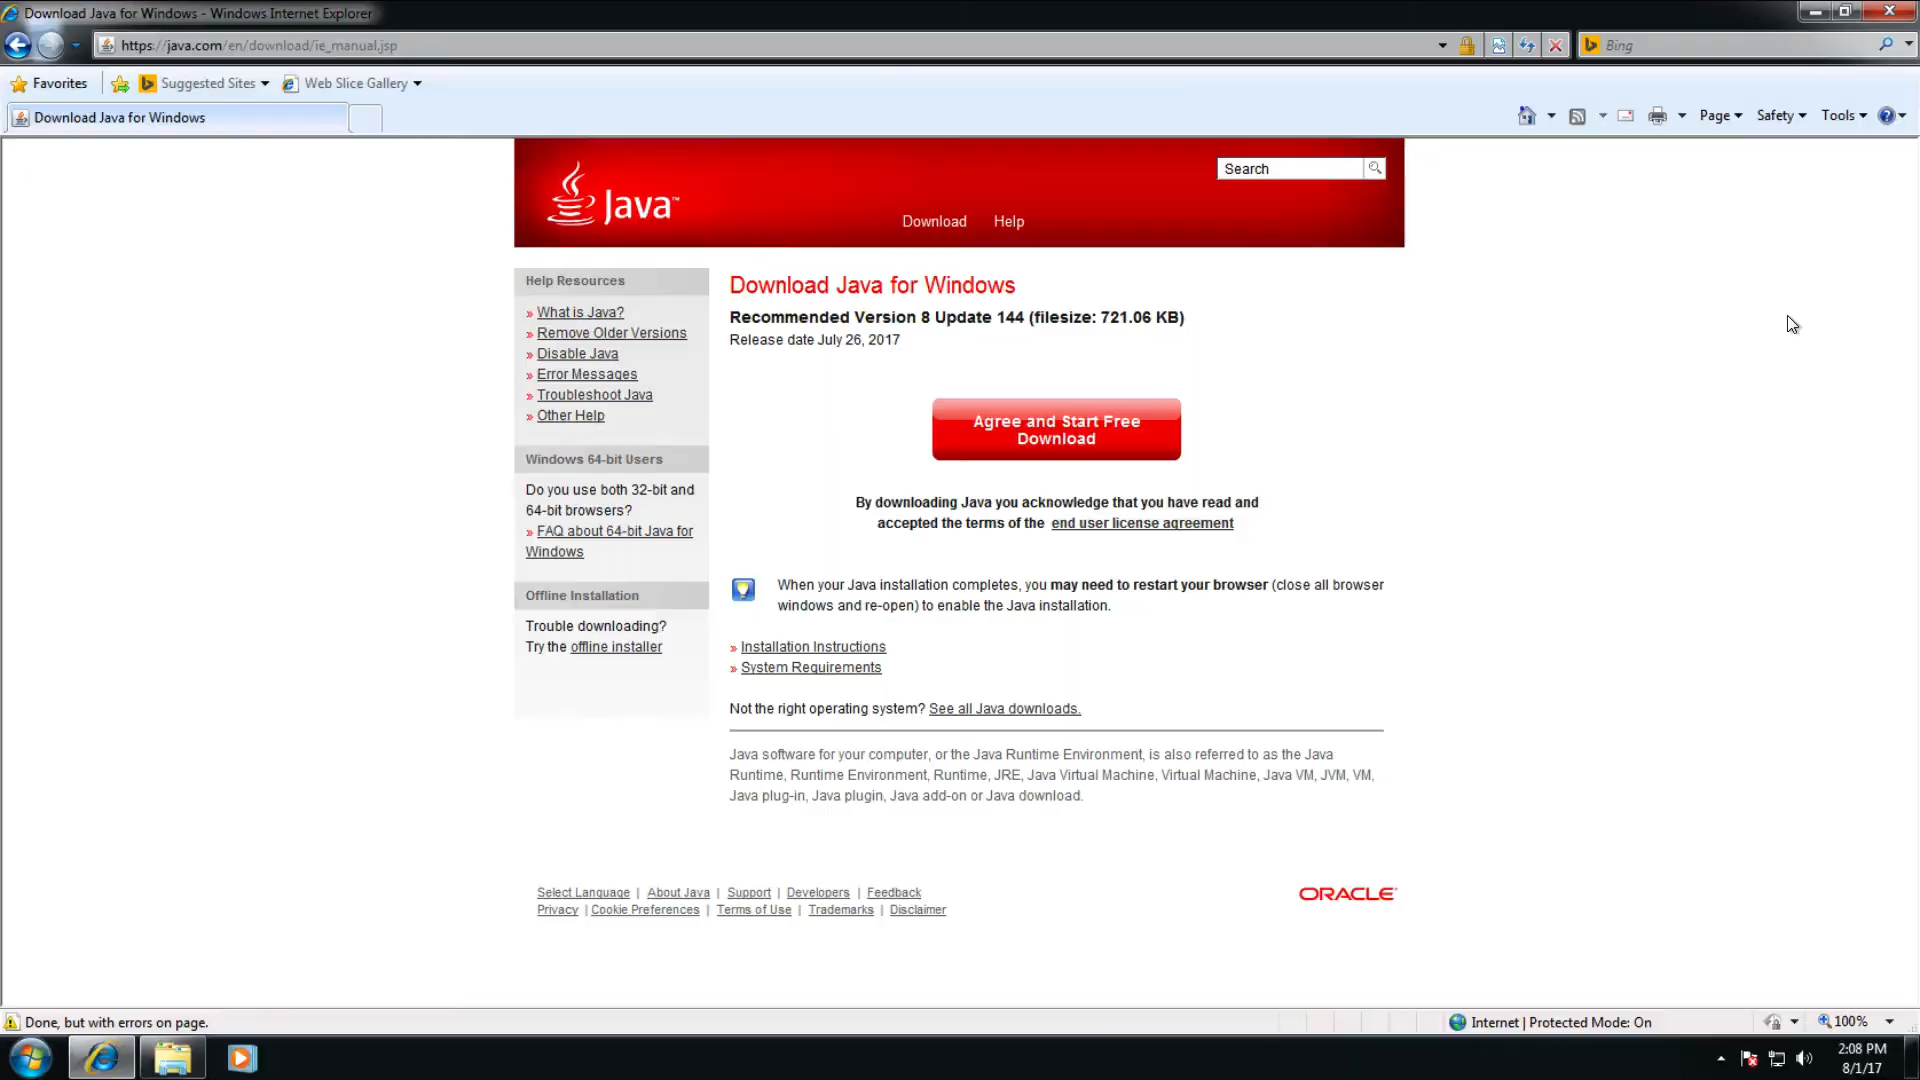 Download Java for Windows - Windows Internet Explorer
https://java.com/en/download/ie_manual.jsp
Bing
Favorites
Suggested Sites
Web Slice Gallery
Download Java for Windows
Page
Safety
Tools
Search
Java™
Download
Help
Help Resources
» What is Java?
» Remove Older Versions
» Disable Java
» Error Messages
» Troubleshoot Java
» Other Help
Windows 64-bit Users
Do you use both 32-bit and
64-bit browsers?
» FAQ about 64-bit Java for
Windows
Offline Installation
Trouble downloading?
Try the offline installer
Download Java for Windows
Recommended Version 8 Update 144 (filesize: 721.06 KB)
Release date July 26, 2017
Agree and Start Free
Download
By downloading Java you acknowledge that you have read and
accepted the terms of the end user license agreement
When your Java installation completes, you may need to restart your browser (close all browser
windows and re-open) to enable the Java installation.
» Installation Instructions
» System Requirements
Not the right operating system? See all Java downloads.
Java software for your computer, or the Java Runtime Environment, is also referred to as the Java
Runtime, Runtime Environment, Runtime, JRE, Java Virtual Machine, Virtual Machine, Java VM, JVM, VM,
Java plug-in, Java plugin, Java add-on or Java download.
Select Language | About Java | Support | Developers | Feedback
Privacy | Cookie Preferences | Terms of Use | Trademarks | Disclaimer
ORACLE
Done, but with errors on page.
Internet | Protected Mode: On
100%
2:08 PM
8/1/17